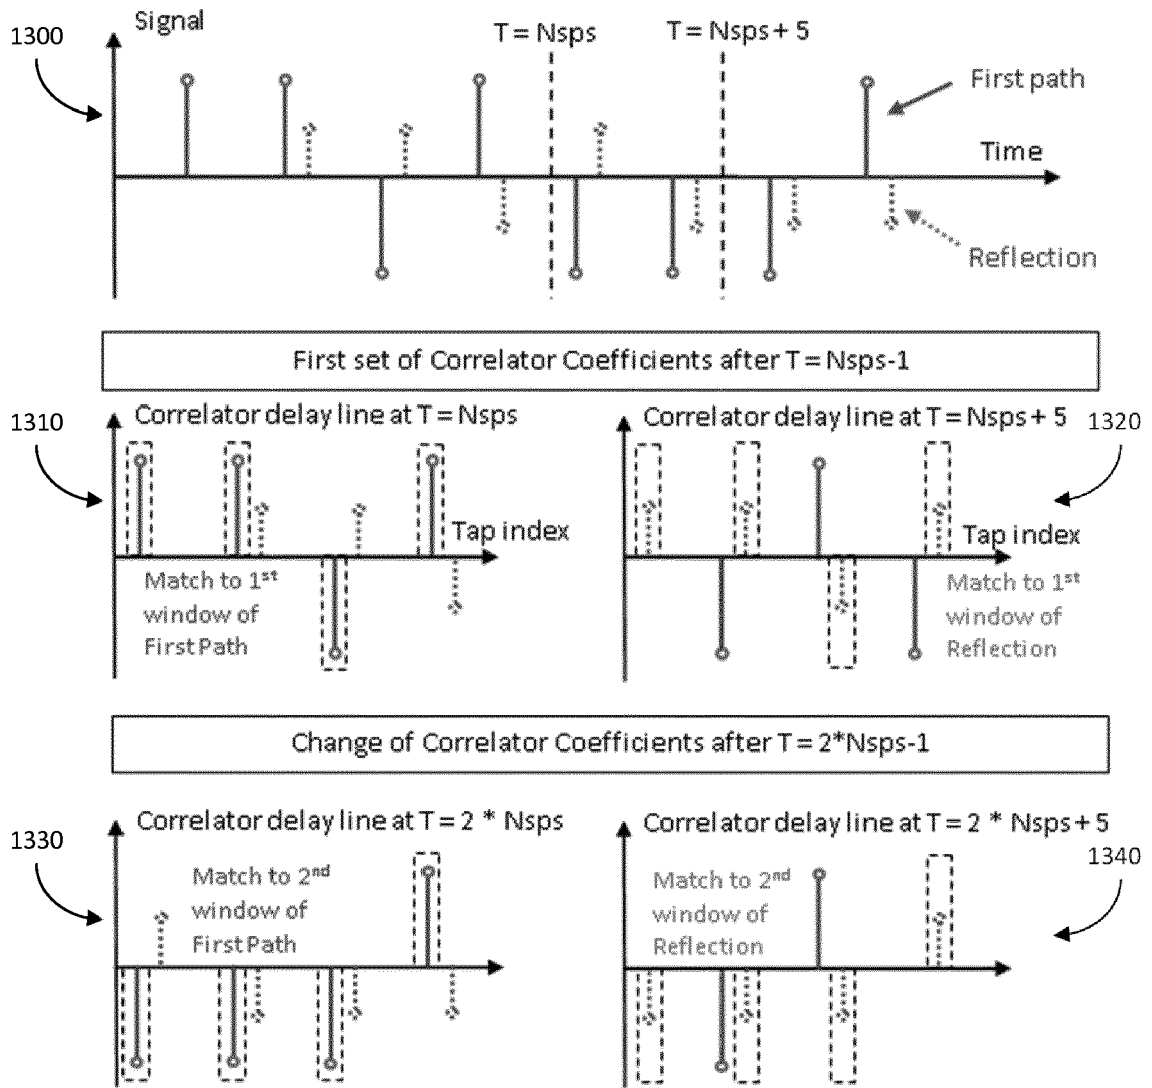 1300
Signal
T = Nsps
T = Nsps + 5
First path
Time
Reflection
First set of Correlator Coefficients after T = Nsps-1
1310
Correlator delay line at T = Nsps
Tap index
Match to 1st
window of
First Path
Correlator delay line at T = Nsps + 5
1320
Tap index
Match to 1st
window of
Reflection
Change of Correlator Coefficients after T = 2*Nsps-1
1330
Correlator delay line at T = 2 * Nsps
Match to 2nd
window of
First Path
Correlator delay line at T = 2 * Nsps + 5
1340
Match to 2nd
window of
Reflection